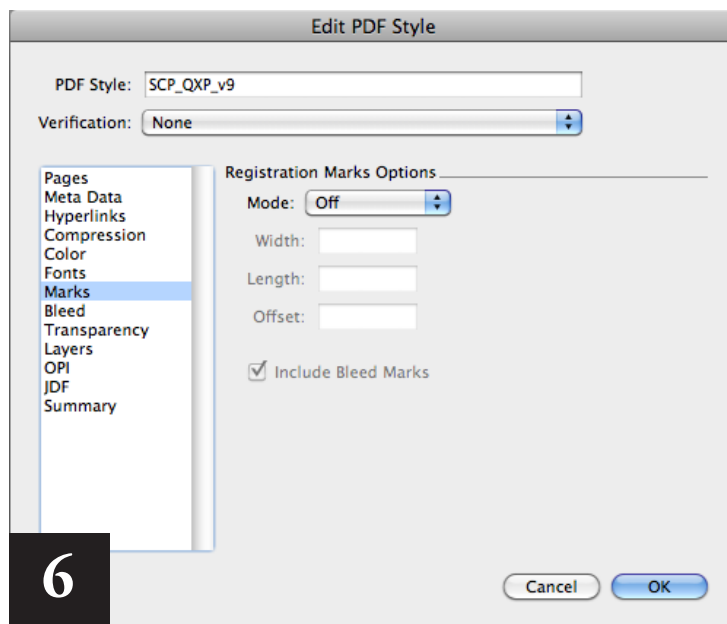 Edit PDF Style
PDF Style: SCP_QXP_v9
Verification: None
Pages
Meta Data
Hyperlinks
Compression
Color
Fonts
Marks
Bleed
Transparency
Layers
OPI
JDF
Summary
Registration Marks Options
Mode: Off
Width:
Length:
Offset:
Include Bleed Marks
6
Cancel OK